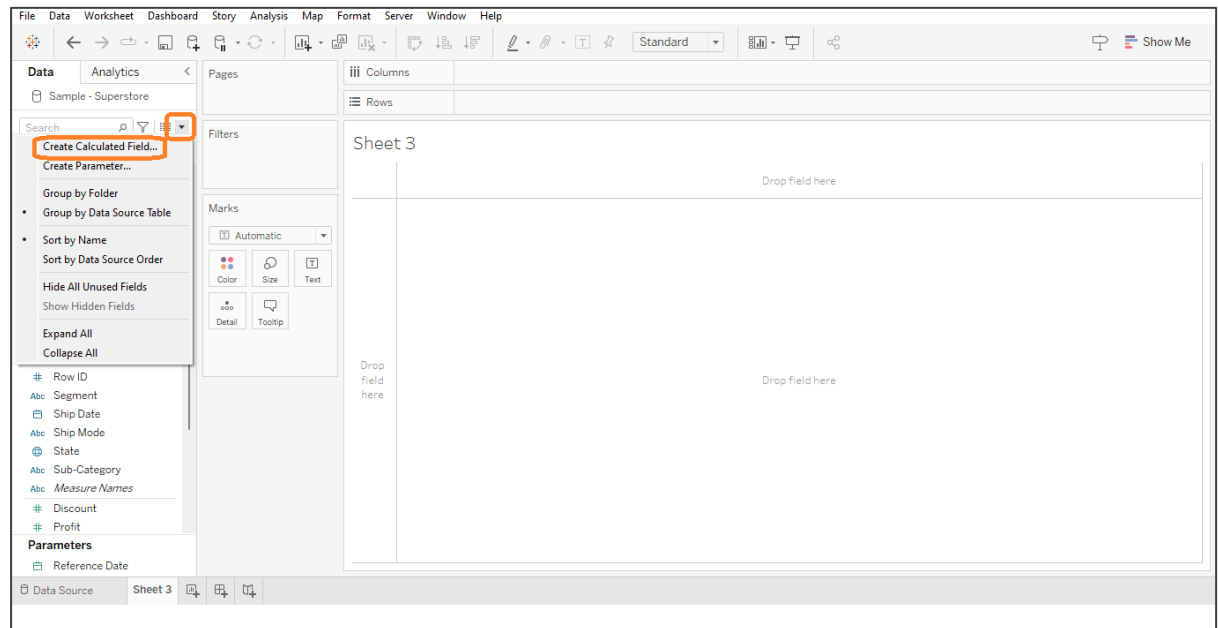 File Data Worksheet Dashboard Story Analysis Map Format Server Window Help
Standard
Show Me
Data Analytics
Sample - Superstore
Search
Create Calculated Field...
Create Parameter...
Group by Folder
Group by Data Source Table
Sort by Name
Sort by Data Source Order
Hide All Unused Fields
Show Hidden Fields
Expand All
Collapse All
# Row ID
Abc Segment
Ship Date
Abc Ship Mode
State
Abc Sub-Category
Abc Measure Names
# Discount
# Profit
Parameters
Reference Date
Pages
Filters
Marks
T Automatic
Color Size Text
Detail Tooltip
Columns
Rows
Sheet 3
Drop field here
Drop
field
here
Drop field here
Data Source Sheet 3